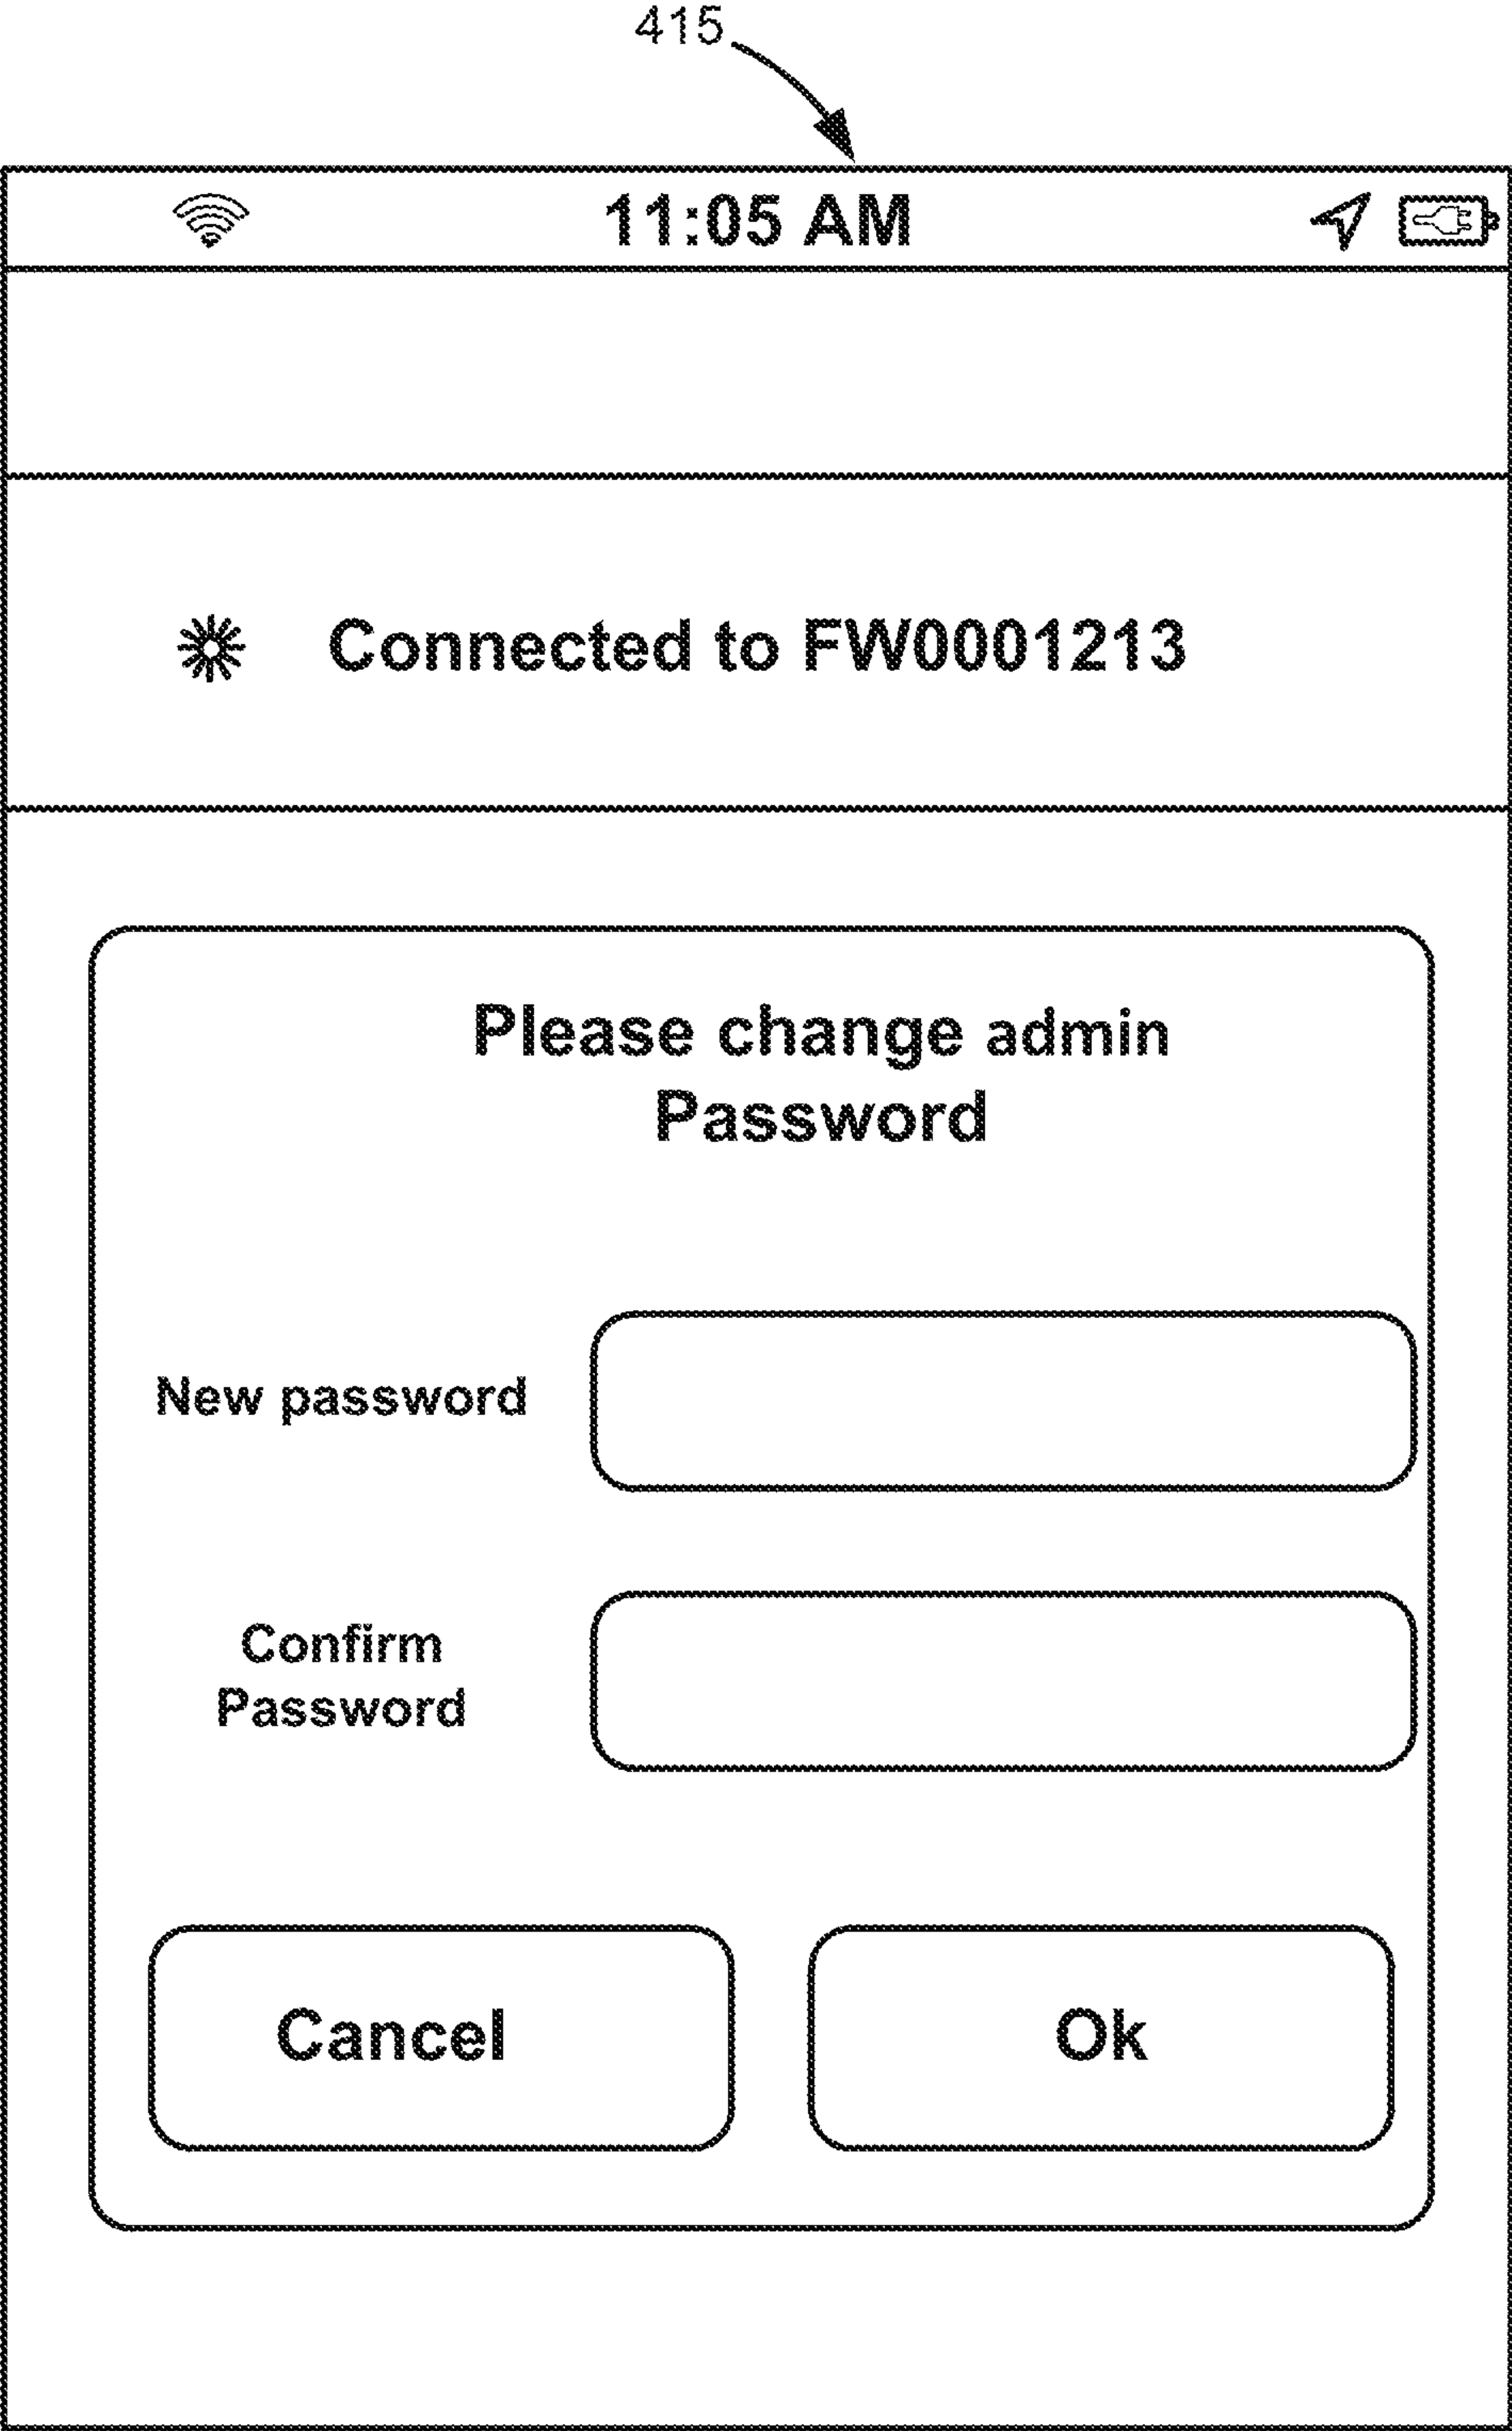 415
11:05 AM
Connected to FW0001213
Please change admin
Password
New password
Confirm
Password
Cancel
Ok